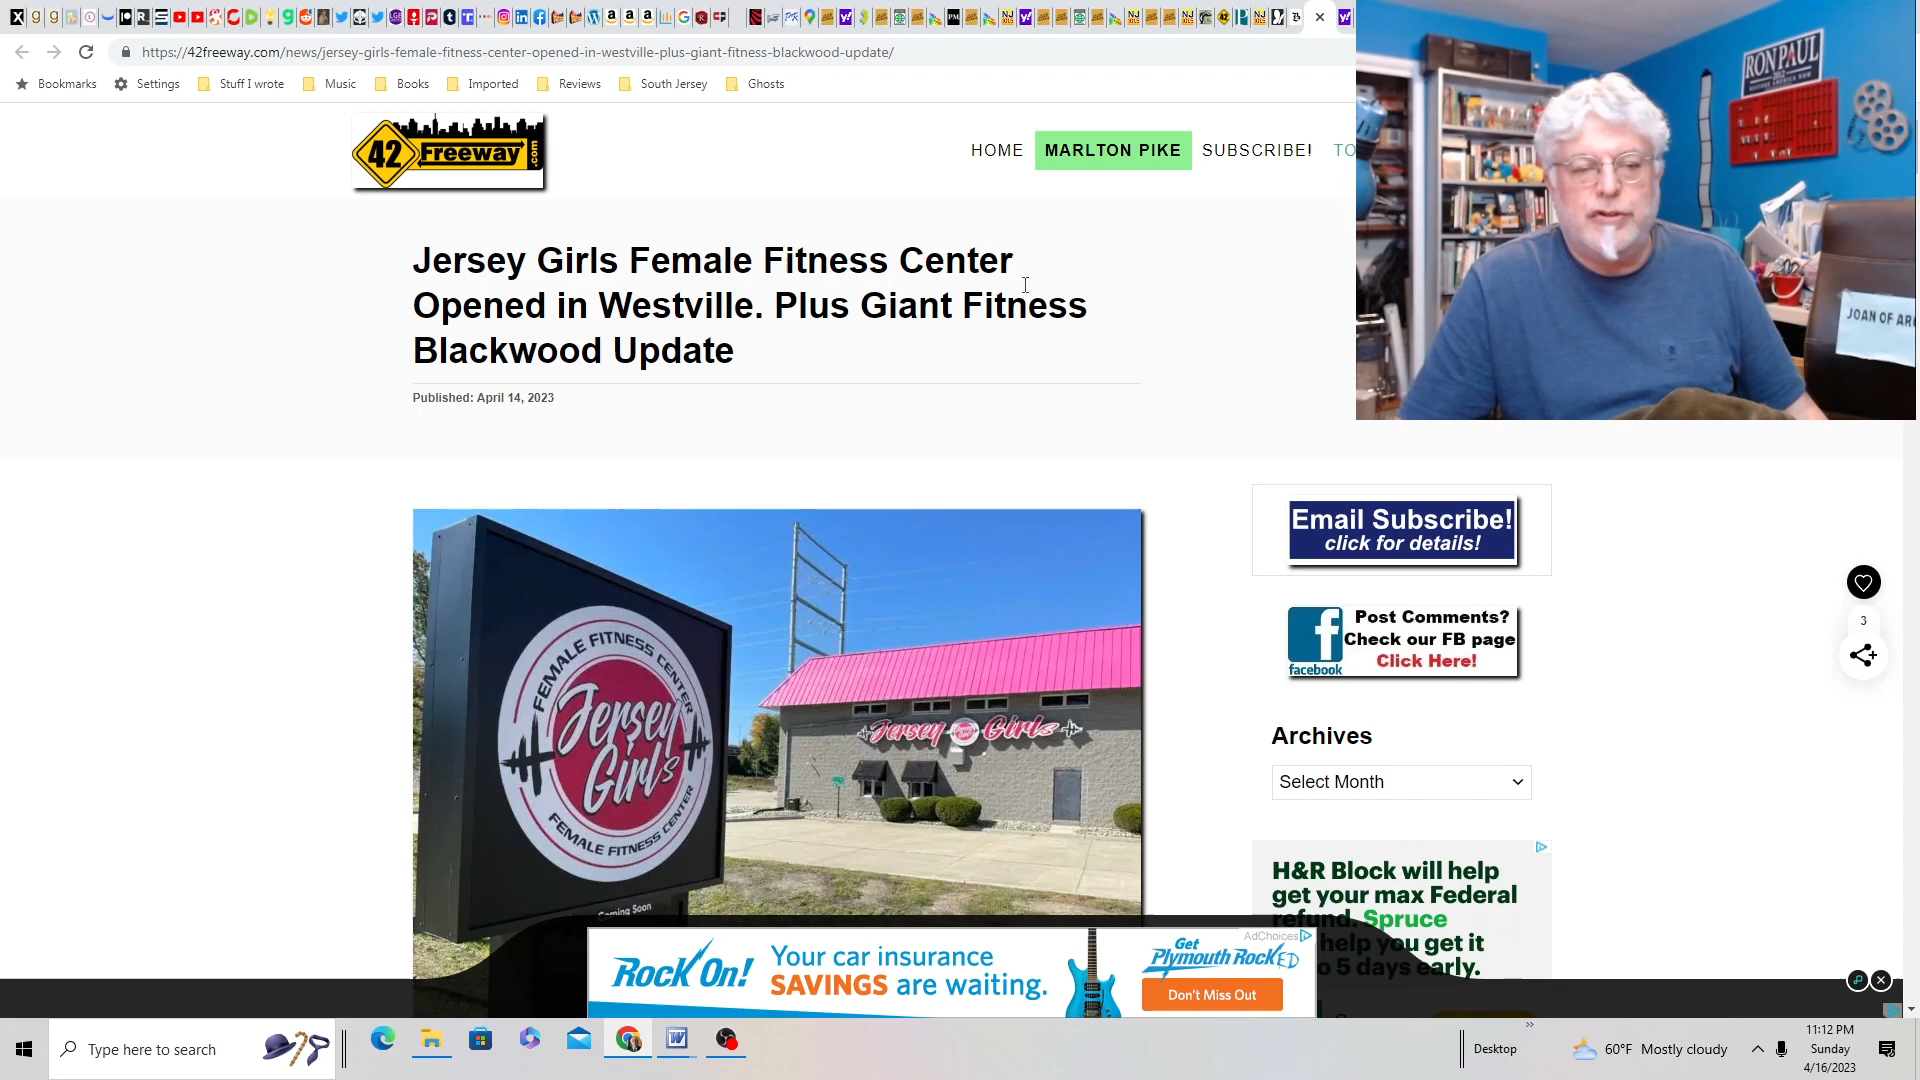 https://42freeway.com/news/jersey-girls-female-fitness-center-opened-in-westville-plus-giant-fitness-blackwood-update/
Bookmarks Settings Stuff I wrote Music Books Imported Reviews South Jersey Ghosts
42 Freeway .com
HOME MARLTON PIKE SUBSCRIBE! TO
RON PAUL
2012
JOAN OF AR
Jersey Girls Female Fitness Center
Opened in Westville. Plus Giant Fitness
Blackwood Update
Published: April 14, 2023
FEMALE FITNESS CENTER
Jersey
Girls
FEMALE FITNESS CENTER
Coming Soon
Jersey Girls
Email Subscribe!
click for details!
facebook
Post Comments?
Check our FB page
Click Here!
3
Archives
Select Month
H&R Block will help
get your max Federal
refund. Spruce
help you get it
o 5 days early.
Rock On!
Your car insurance
SAVINGS are waiting.
AdChoices
Get
Plymouth Rocked
Don't Miss Out
Type here to search
Desktop
60°F Mostly cloudy
11:12 PM
Sunday
4/16/2023